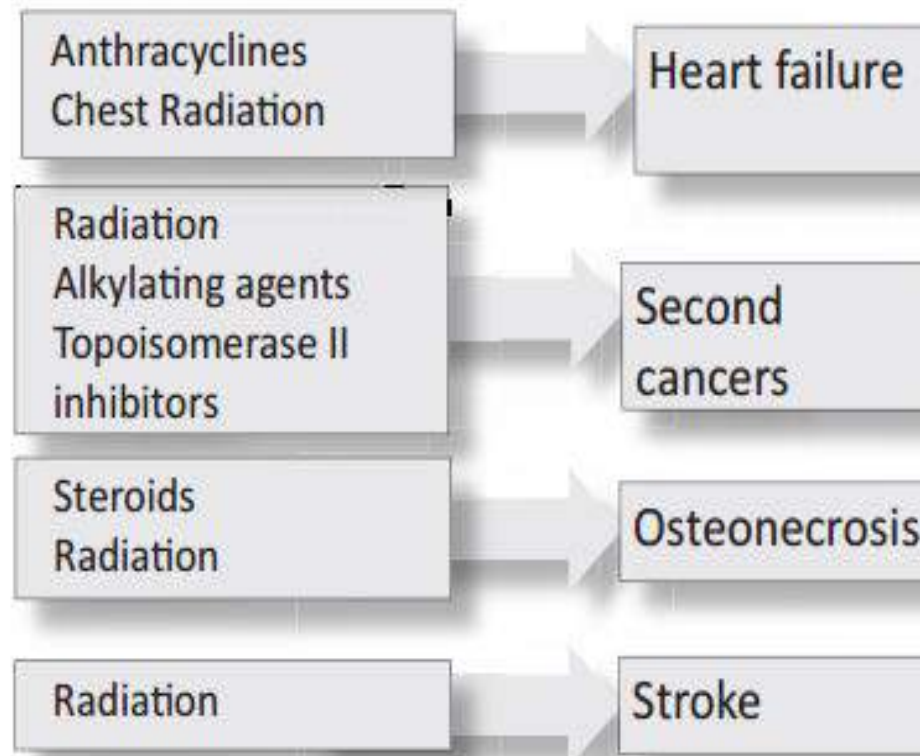 Anthracyclines
Chest Radiation
Heart failure
Radiation
Alkylating agents
Topoisomerase II
inhibitors
Second
cancers
Steroids
Radiation
Osteonecrosis
Radiation
Stroke